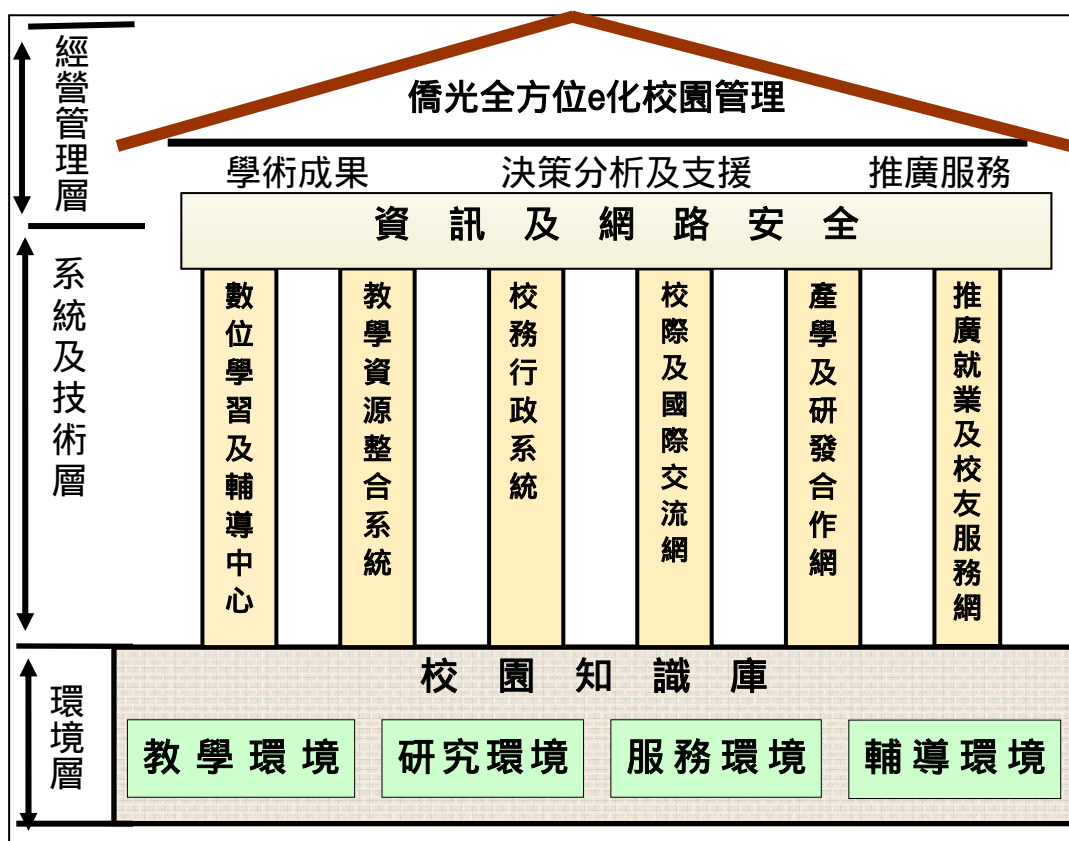 經營管理層
僑光全方位e化校園管理
學術成果 決策分析及支援 推廣服務
資訊及網路安全
系統及技術層
數位學習及輔導中心
教學資源整合系統
校務行政系統
校際及國際交流網
產學及研發合作網
推廣就業及校友服務網
環境層
校園知識庫
教學環境 研究環境 服務環境 輔導環境